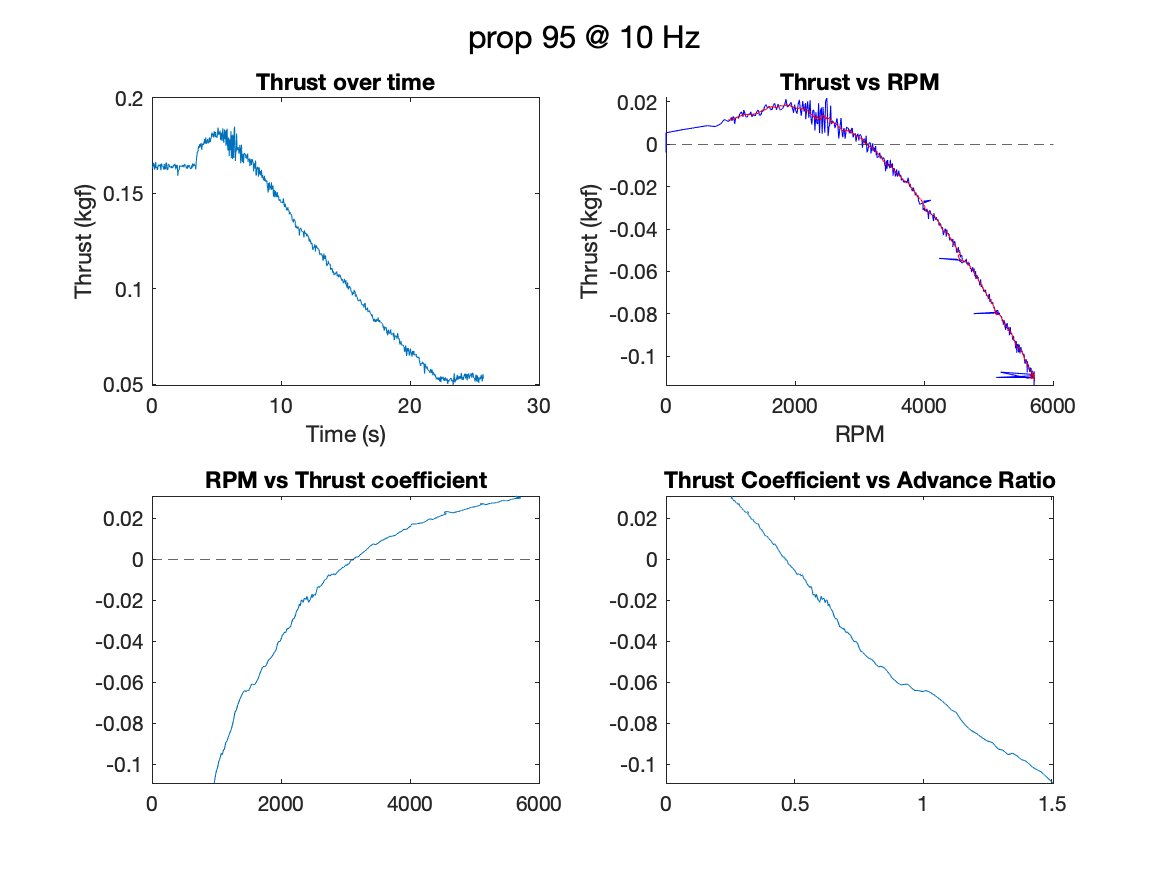 prop 95 @ 10 Hz
Thrust over time
0.2
0.15
0.1
0.05
Thrust (kgf)
0 10 20 30
Time (s)
Thrust vs RPM
0.02
0
-0.02
-0.04
-0.06
-0.08
-0.1
Thrust (kgf)
0 2000 4000 6000
RPM
RPM vs Thrust coefficient
0.02
0
-0.02
-0.04
-0.06
-0.08
-0.1
0 2000 4000 6000
Thrust Coefficient vs Advance Ratio
0.02
0
-0.02
-0.04
-0.06
-0.08
-0.1
0 0.5 1 1.5